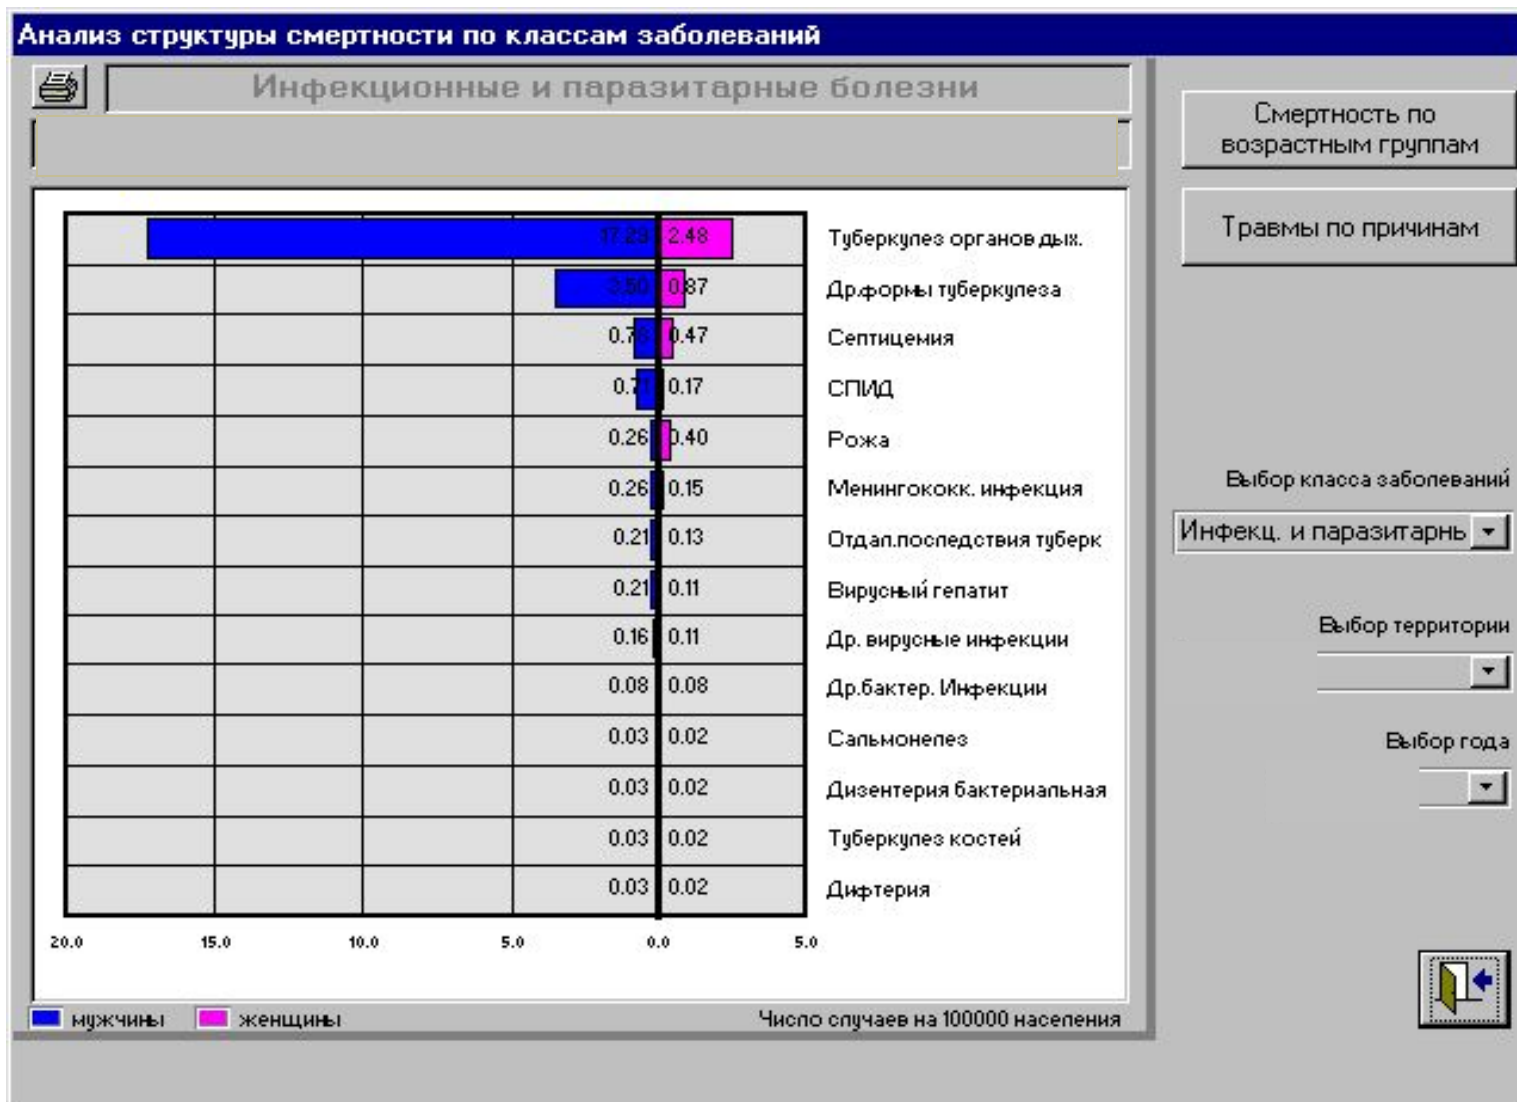 Анализ структуры смертности по классам заболеваний
Инфекционные и паразитарные болезни
Смертность по
возрастным группам
Травмы по причинам
2.48 Туберкулез органов дых.
3.50 0.87 Др.формы туберкулеза
0.78 0.47 Септицемия
0.71 0.17 СПИД
0.26 0.40 Рожа
0.26 0.15 Менингококк. инфекция
0.21 0.13 Отдал.последствия туберк
0.21 0.11 Вирусный гепатит
0.16 0.11 Др. вирусные инфекции
0.08 0.08 Др.бактер. Инфекции
0.03 0.02 Сальмонелез
0.03 0.02 Дизентерия бактериальная
0.03 0.02 Туберкулез костей
0.03 0.02 Дифтерия
20.0 15.0 10.0 5.0 0.0 5.0
мужчины женщины Число случаев на 100000 населения
Выбор класса заболеваний
Инфекц. и паразитарнь
Выбор территории
Выбор года